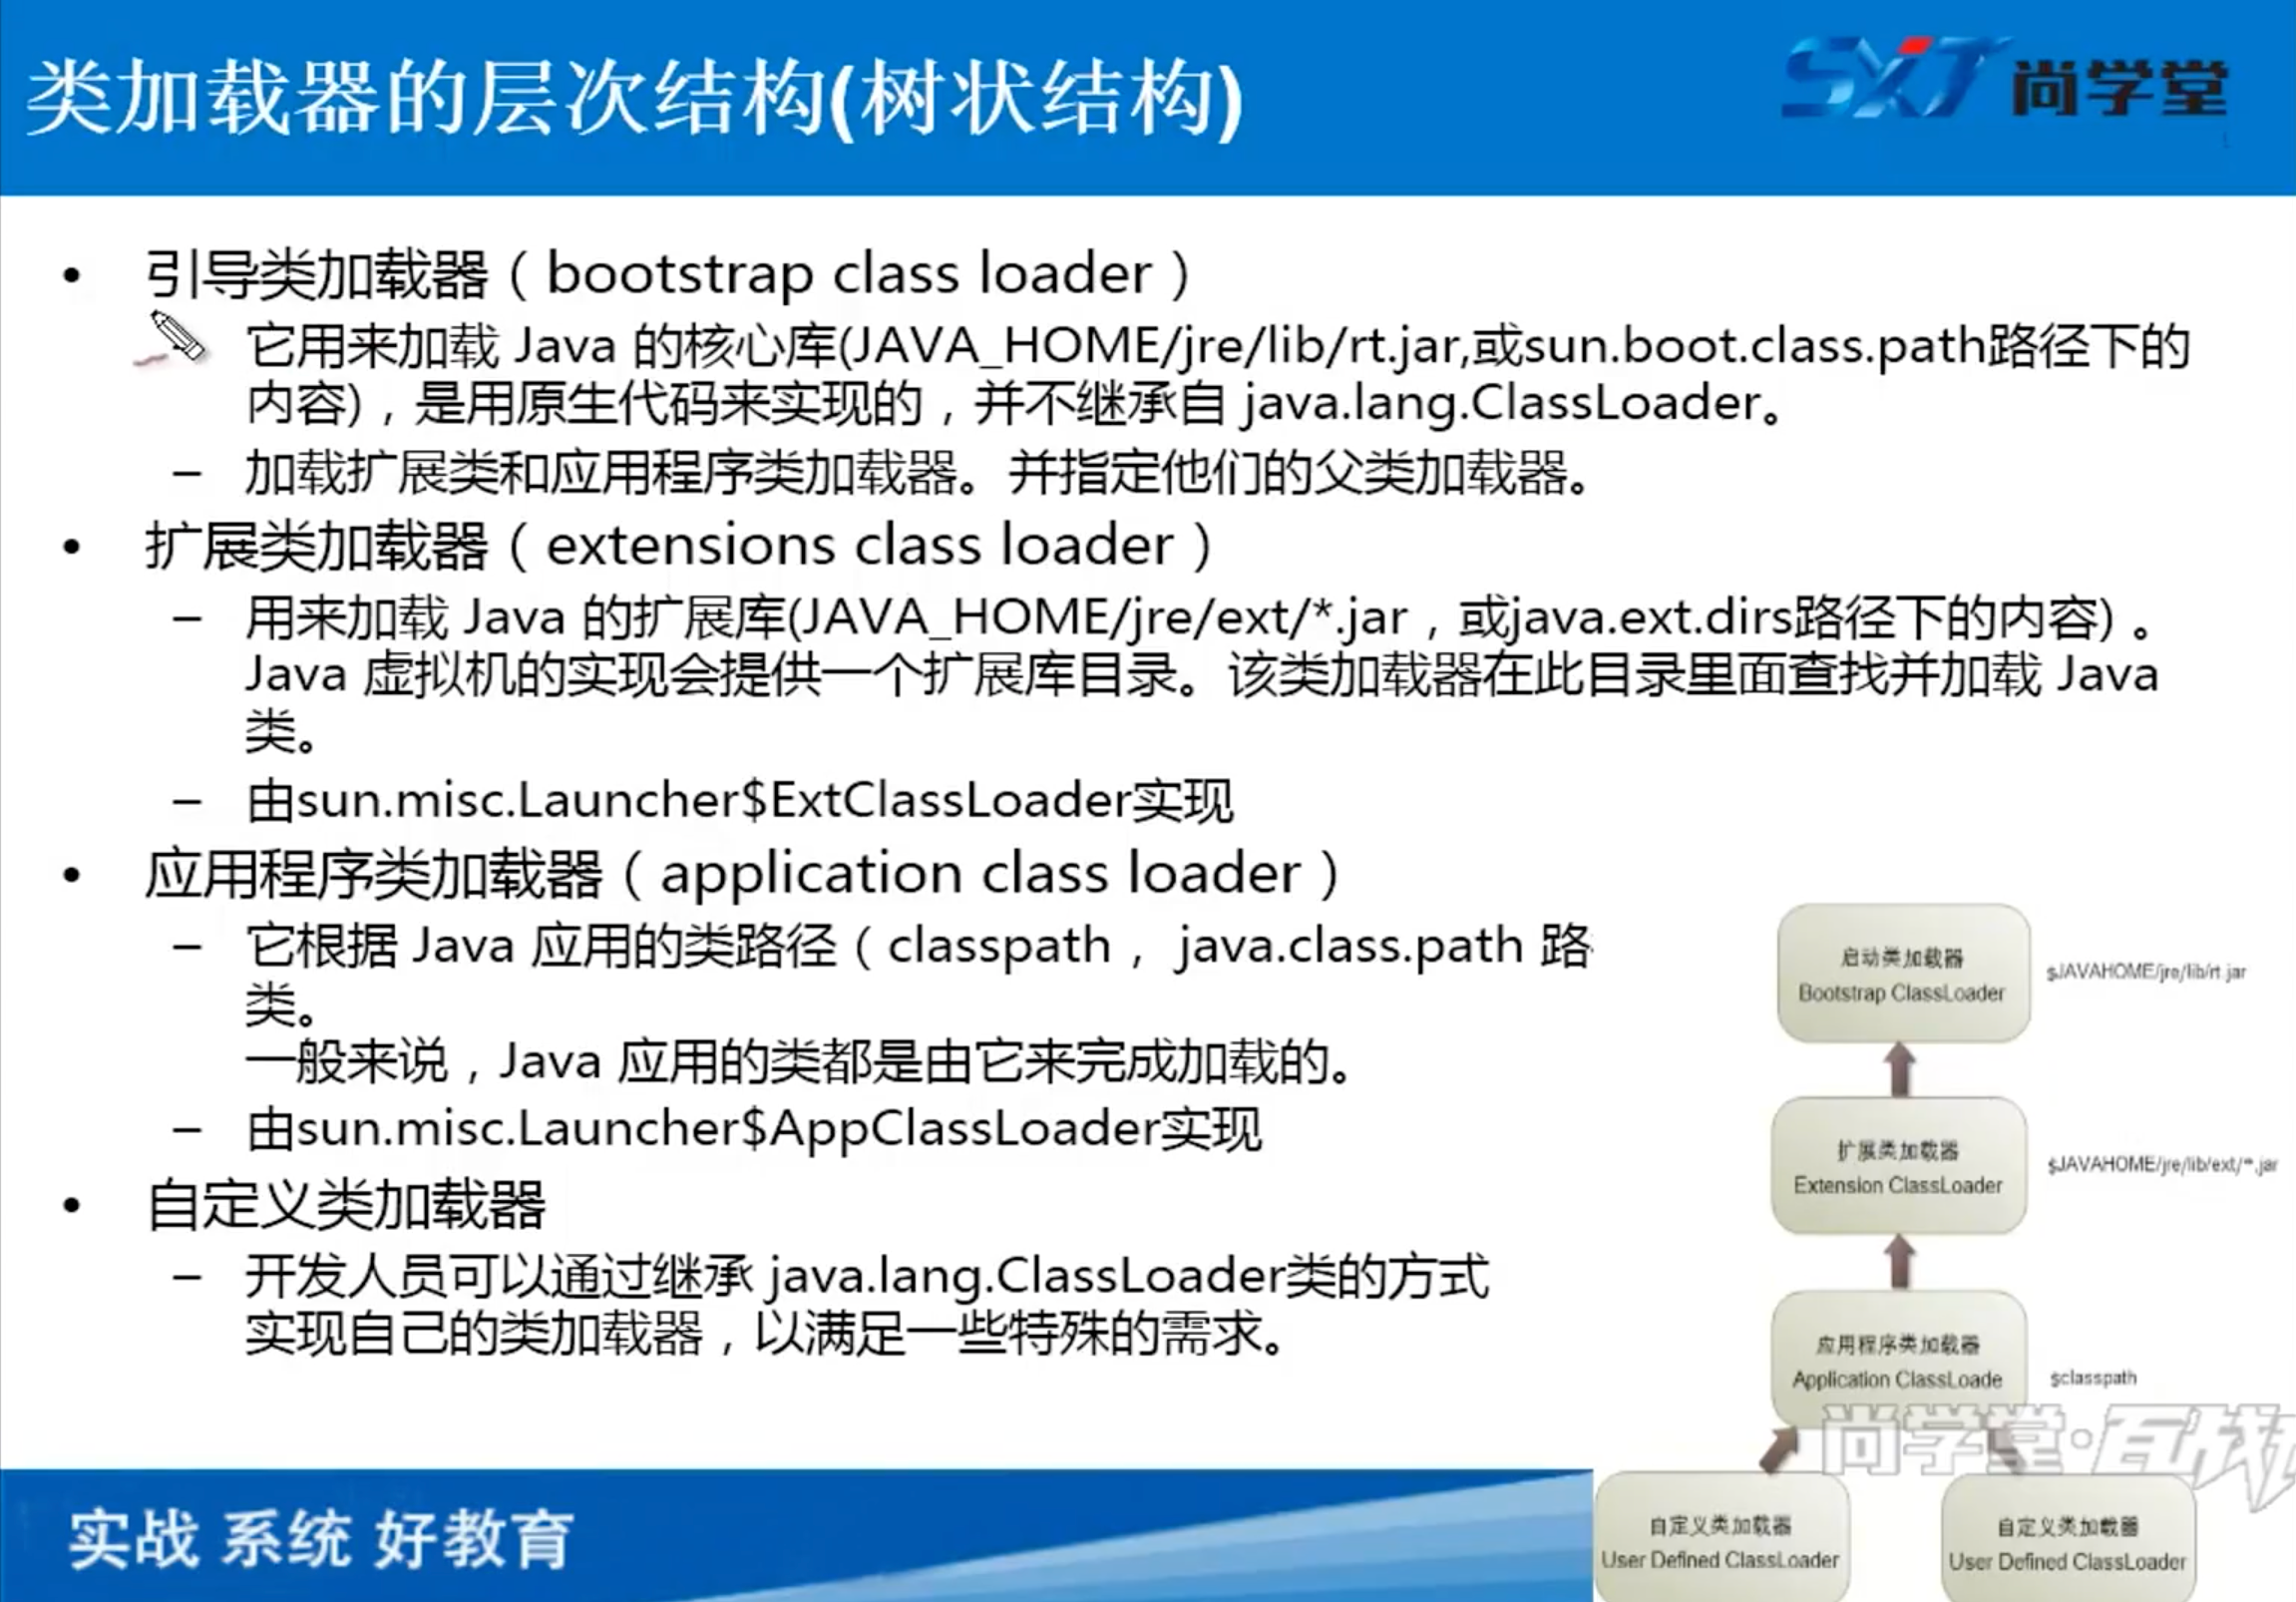 类加载器的层次结构(树状结构)
SXT 尚学堂
• 引导类加载器（bootstrap class loader）
它用来加载 Java 的核心库(JAVA_HOME/jre/lib/rt.jar,或sun.boot.class.path路径下的
内容)，是用原生代码来实现的，并不继承自 java.lang.ClassLoader。
– 加载扩展类和应用程序类加载器。并指定他们的父类加载器。
• 扩展类加载器（extensions class loader）
– 用来加载 Java 的扩展库(JAVA_HOME/jre/ext/*.jar，或java.ext.dirs路径下的内容) 。
Java 虚拟机的实现会提供一个扩展库目录。该类加载器在此目录里面查找并加载 Java
类。
– 由sun.misc.Launcher$ExtClassLoader实现
• 应用程序类加载器（application class loader）
– 它根据 Java 应用的类路径（classpath， java.class.path 路
类。
一般来说，Java 应用的类都是由它来完成加载的。
– 由sun.misc.Launcher$AppClassLoader实现
• 自定义类加载器
– 开发人员可以通过继承 java.lang.ClassLoader类的方式
实现自己的类加载器，以满足一些特殊的需求。
启动类加载器
Bootstrap ClassLoader
$JAVAHOME/jre/lib/rt.jar
扩展类加载器
Extension ClassLoader
$JAVAHOME/jre/lib/ext/*.jar
应用程序类加载器
Application ClassLoade
$classpath
尚学堂·百战
自定义类加载器
User Defined ClassLoader
自定义类加载器
User Defined ClassLoader
实战 系统 好教育